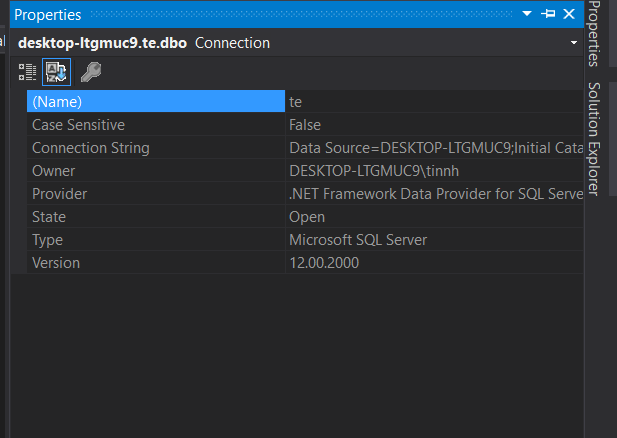 Properties
desktop-ltgmuc9.te.dbo Connection
(Name) te
Case Sensitive False
Connection String Data Source=DESKTOP-LTGMUC9;Initial Cata
Owner DESKTOP-LTGMUC9\tinnh
Provider .NET Framework Data Provider for SQL Serve
State Open
Type Microsoft SQL Server
Version 12.00.2000
Properties
Solution Explorer